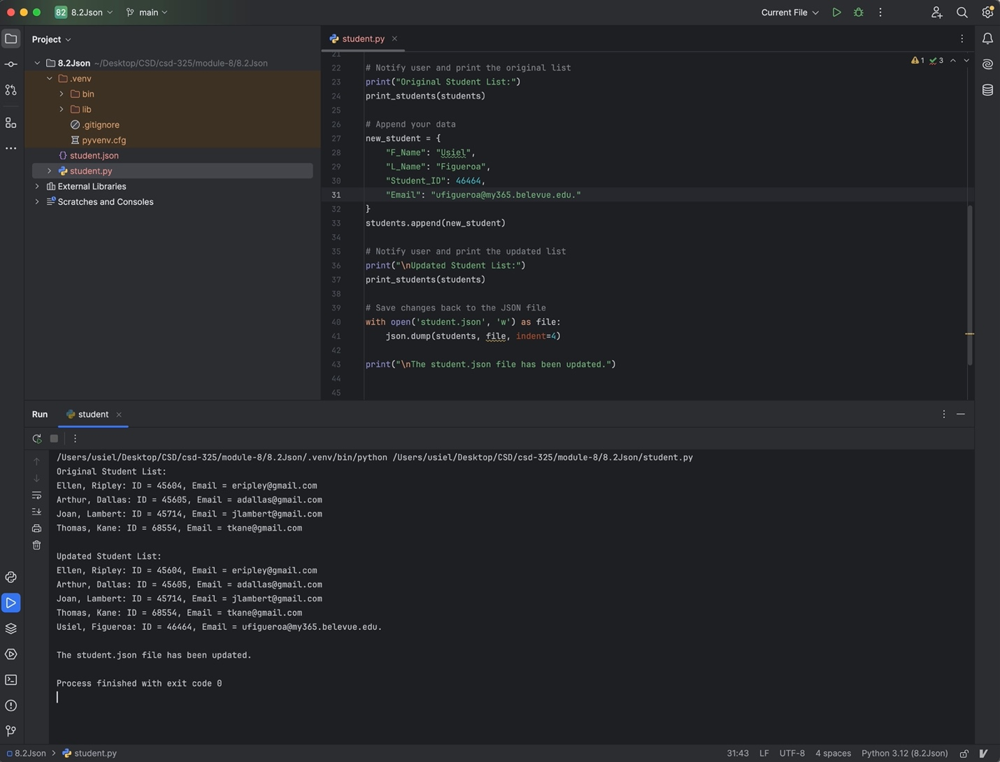 82 8.2Json main Current File
Project
8.2Json ~/Desktop/CSD/csd-325/module-8/8.2Json
.venv
bin
lib
.gitignore
pyvenv.cfg
{} student.json
student.py
External Libraries
Scratches and Consoles
student.py
1 3
21
22 # Notify user and print the original list
23 print("Original Student List:")
24 print_students(students)
25
26 # Append your data
27 new_student = {
28 "F_Name": "Usiel",
29 "L_Name": "Figueroa",
30 "Student_ID": 46464,
31 "Email": "ufigueroa@my365.belevue.edu."
32 }
33 students.append(new_student)
34
35 # Notify user and print the updated list
36 print("\nUpdated Student List:")
37 print_students(students)
38
39 # Save changes back to the JSON file
40 with open('student.json', 'w') as file:
41 json.dump(students, file, indent=4)
42
43 print("\nThe student.json file has been updated.")
44
45
Run student
/Users/usiel/Desktop/CSD/csd-325/module-8/8.2Json/.venv/bin/python /Users/usiel/Desktop/CSD/csd-325/module-8/8.2Json/student.py
Original Student List:
Ellen, Ripley: ID = 45604, Email = eripley@gmail.com
Arthur, Dallas: ID = 45605, Email = adallas@gmail.com
Joan, Lambert: ID = 45714, Email = jlambert@gmail.com
Thomas, Kane: ID = 68554, Email = tkane@gmail.com
Updated Student List:
Ellen, Ripley: ID = 45604, Email = eripley@gmail.com
Arthur, Dallas: ID = 45605, Email = adallas@gmail.com
Joan, Lambert: ID = 45714, Email = jlambert@gmail.com
Thomas, Kane: ID = 68554, Email = tkane@gmail.com
Usiel, Figueroa: ID = 46464, Email = ufigueroa@my365.belevue.edu.
The student.json file has been updated.
Process finished with exit code 0
8.2Json > student.py 31:43 LF UTF-8 4 spaces Python 3.12 (8.2Json)